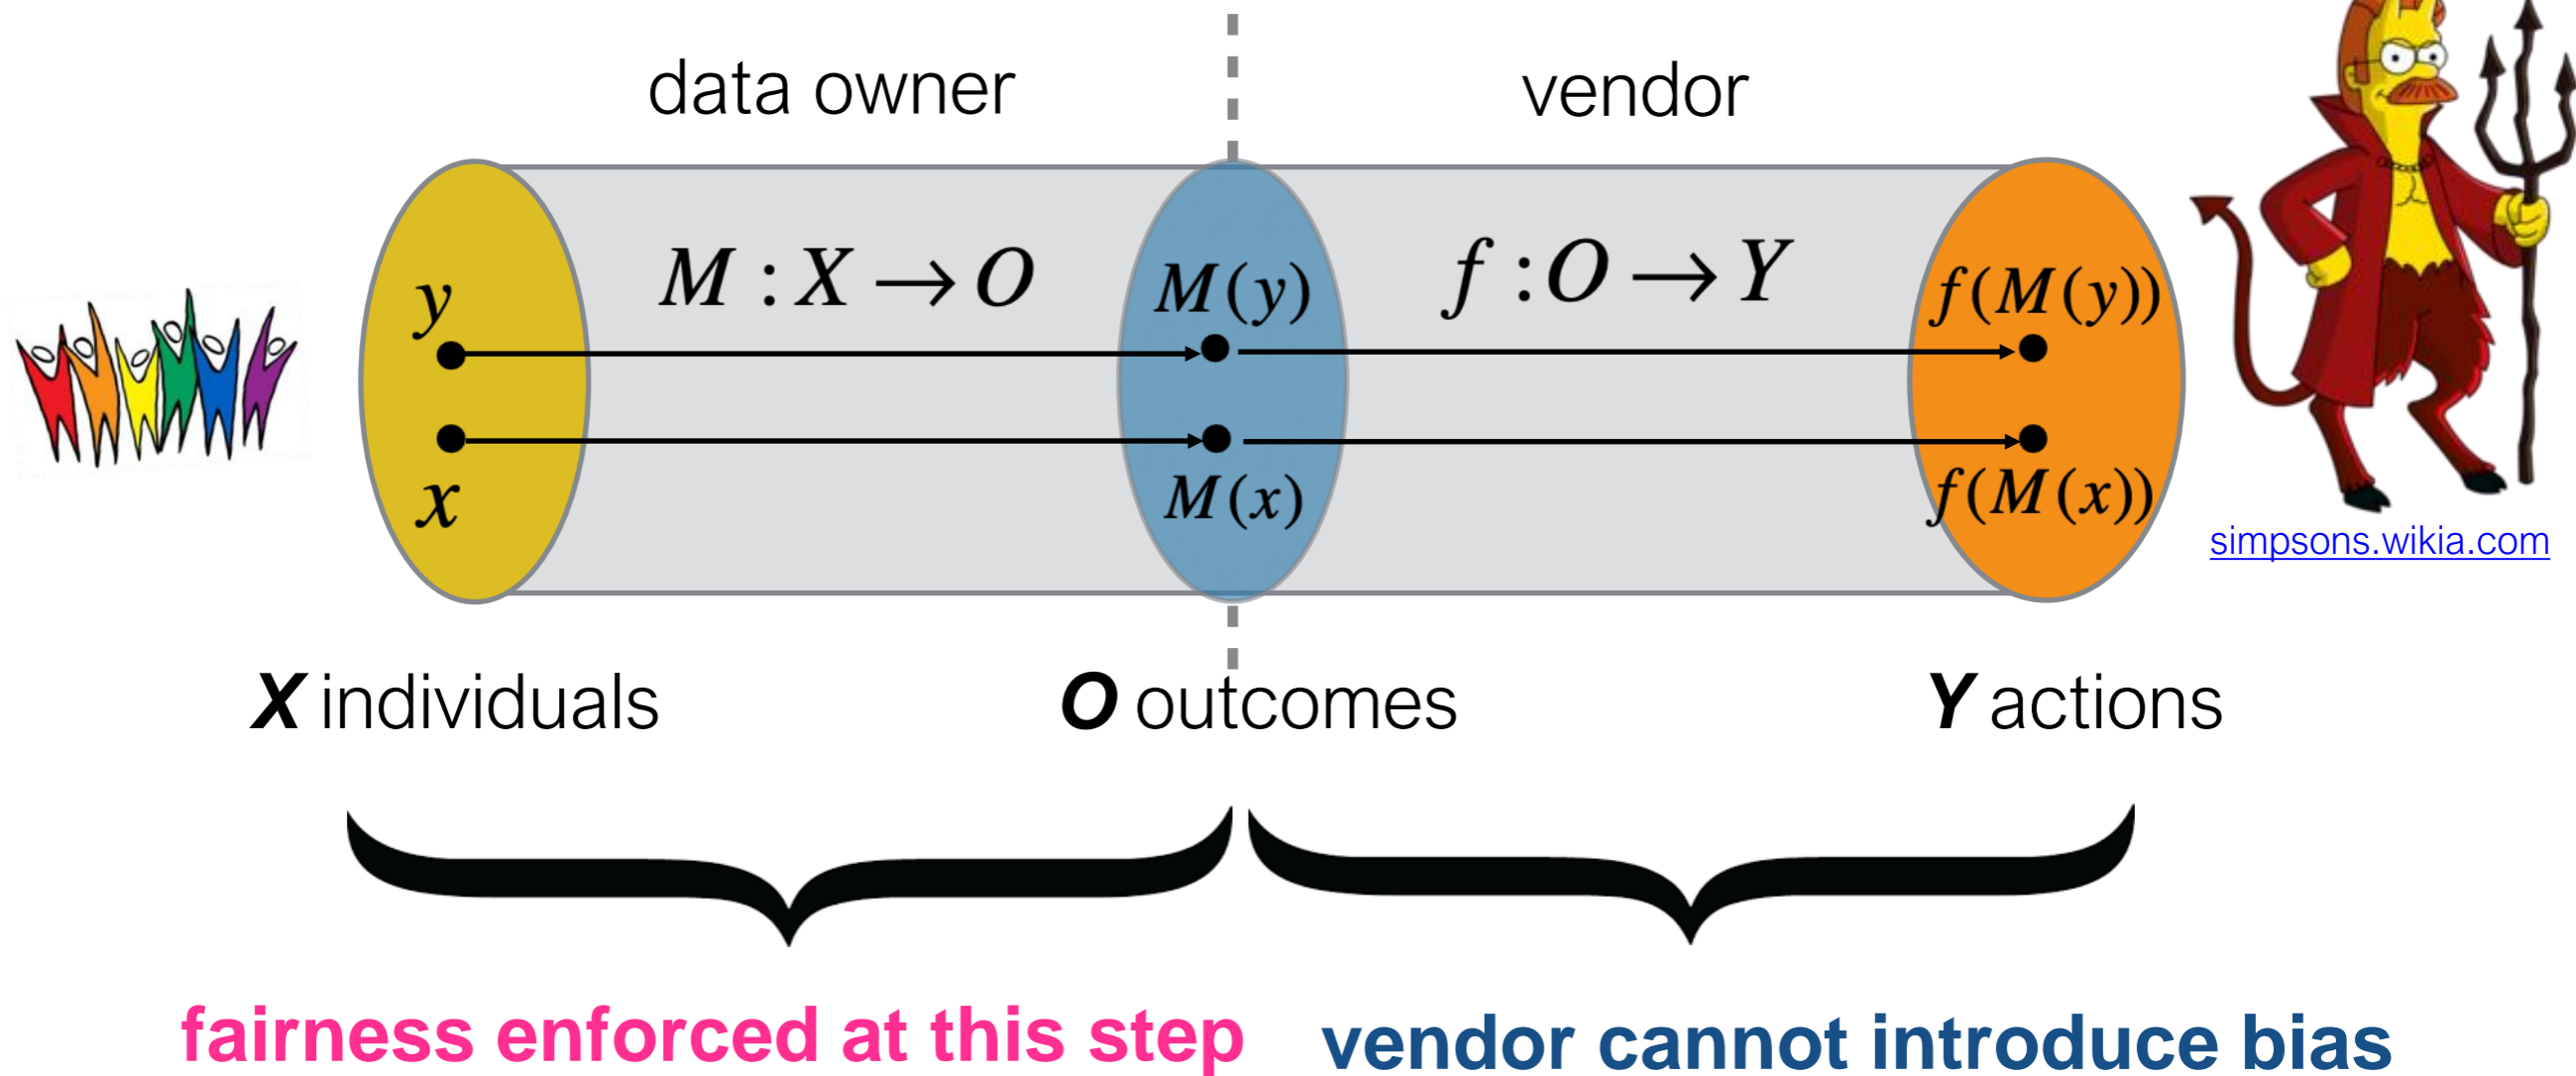 data owner
vendor
y
M : X → O
M(y)
f : O → Y
f(M(y))
x
M(x)
f(M(x))
simpsons.wikia.com
X individuals
O outcomes
Y actions
fairness enforced at this step
vendor cannot introduce bias